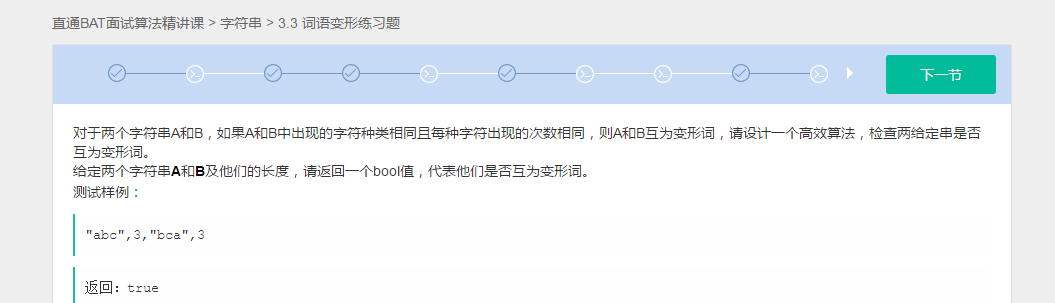 直通BAT面试算法精讲课 > 字符串 > 3.3 词语变形练习题
下一节
对于两个字符串A和B，如果A和B中出现的字符种类相同且每种字符出现的次数相同，则A和B互为变形词，请设计一个高效算法，检查两给定串是否
互为变形词。
给定两个字符串A和B及他们的长度，请返回一个bool值，代表他们是否互为变形词。
测试样例：
"abc",3,"bca",3
返回：true